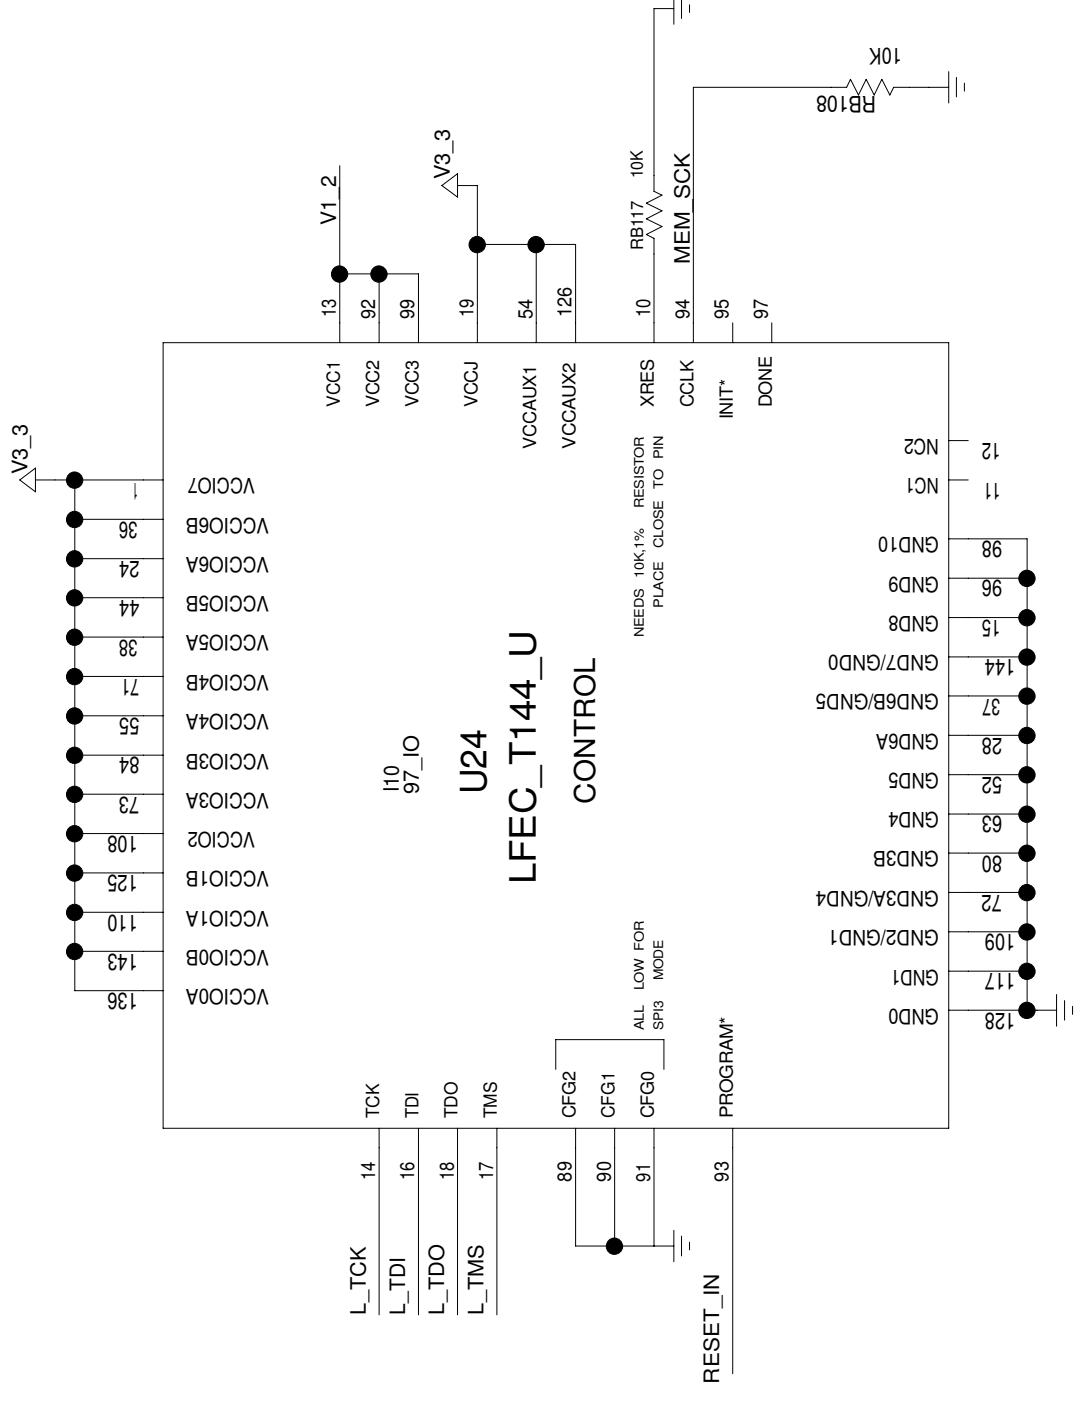 V3_3
1
VCCIO7
36
VCCIO6B
24
VCCIO6A
44
VCCIO5B
38
VCCIO5A
71
VCCIO4B
55
VCCIO4A
84
VCCIO3B
73
VCCIO3A
108
VCCIO2
125
VCCIO1B
110
VCCIO1A
143
VCCIO0B
136
VCCIO0A
V1_2
13
VCC1
92
VCC2
99
VCC3
V3_3
19
VCCJ
54
VCCAUX1
126
VCCAUX2
RB117
10K
10
XRES
MEM_SCK
94
CCLK
RB108
10K
95
INIT*
97
DONE
NEEDS 10K,1% RESISTOR
PLACE CLOSE TO PIN
I10
97_IO
U24
LFEC_T144_U
CONTROL
L_TCK
14
TCK
L_TDI
16
TDI
L_TDO
18
TDO
L_TMS
17
TMS
89
CFG2
90
CFG1
91
CFG0
ALL LOW FOR
SPI3 MODE
RESET_IN
93
PROGRAM*
NC2
12
NC1
11
GND10
98
GND9
96
GND8
15
GND7/GND0
144
GND6B/GND5
37
GND6A
28
GND5
52
GND4
63
GND3B
80
GND3A/GND4
72
GND2/GND1
109
GND1
117
GND0
128